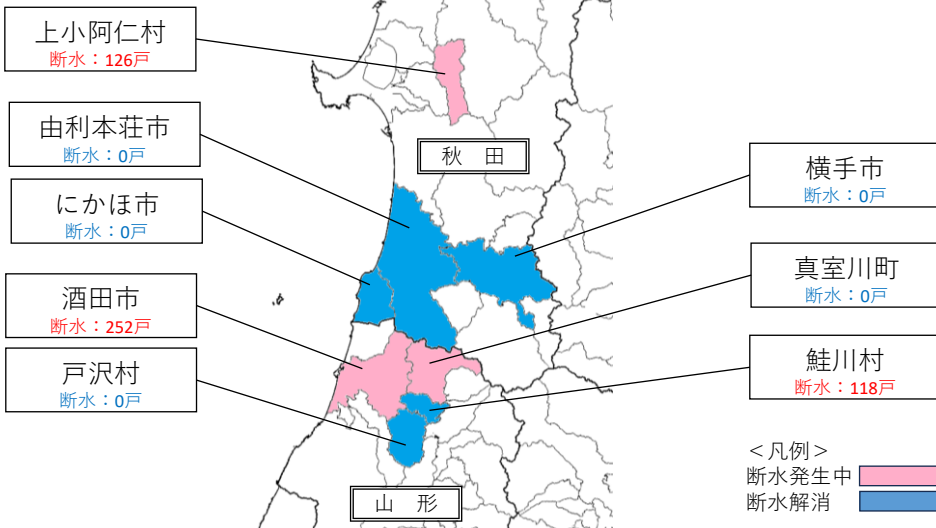 上小阿仁村
断水：126戸
由利本荘市
断水：0戸
秋　田
にかほ市
断水：0戸
横手市
断水：0戸
酒田市
断水：252戸
真室川町
断水：0戸
戸沢村
断水：0戸
鮭川村
断水：118戸
山　形
＜凡例＞
断水発生中
断水解消